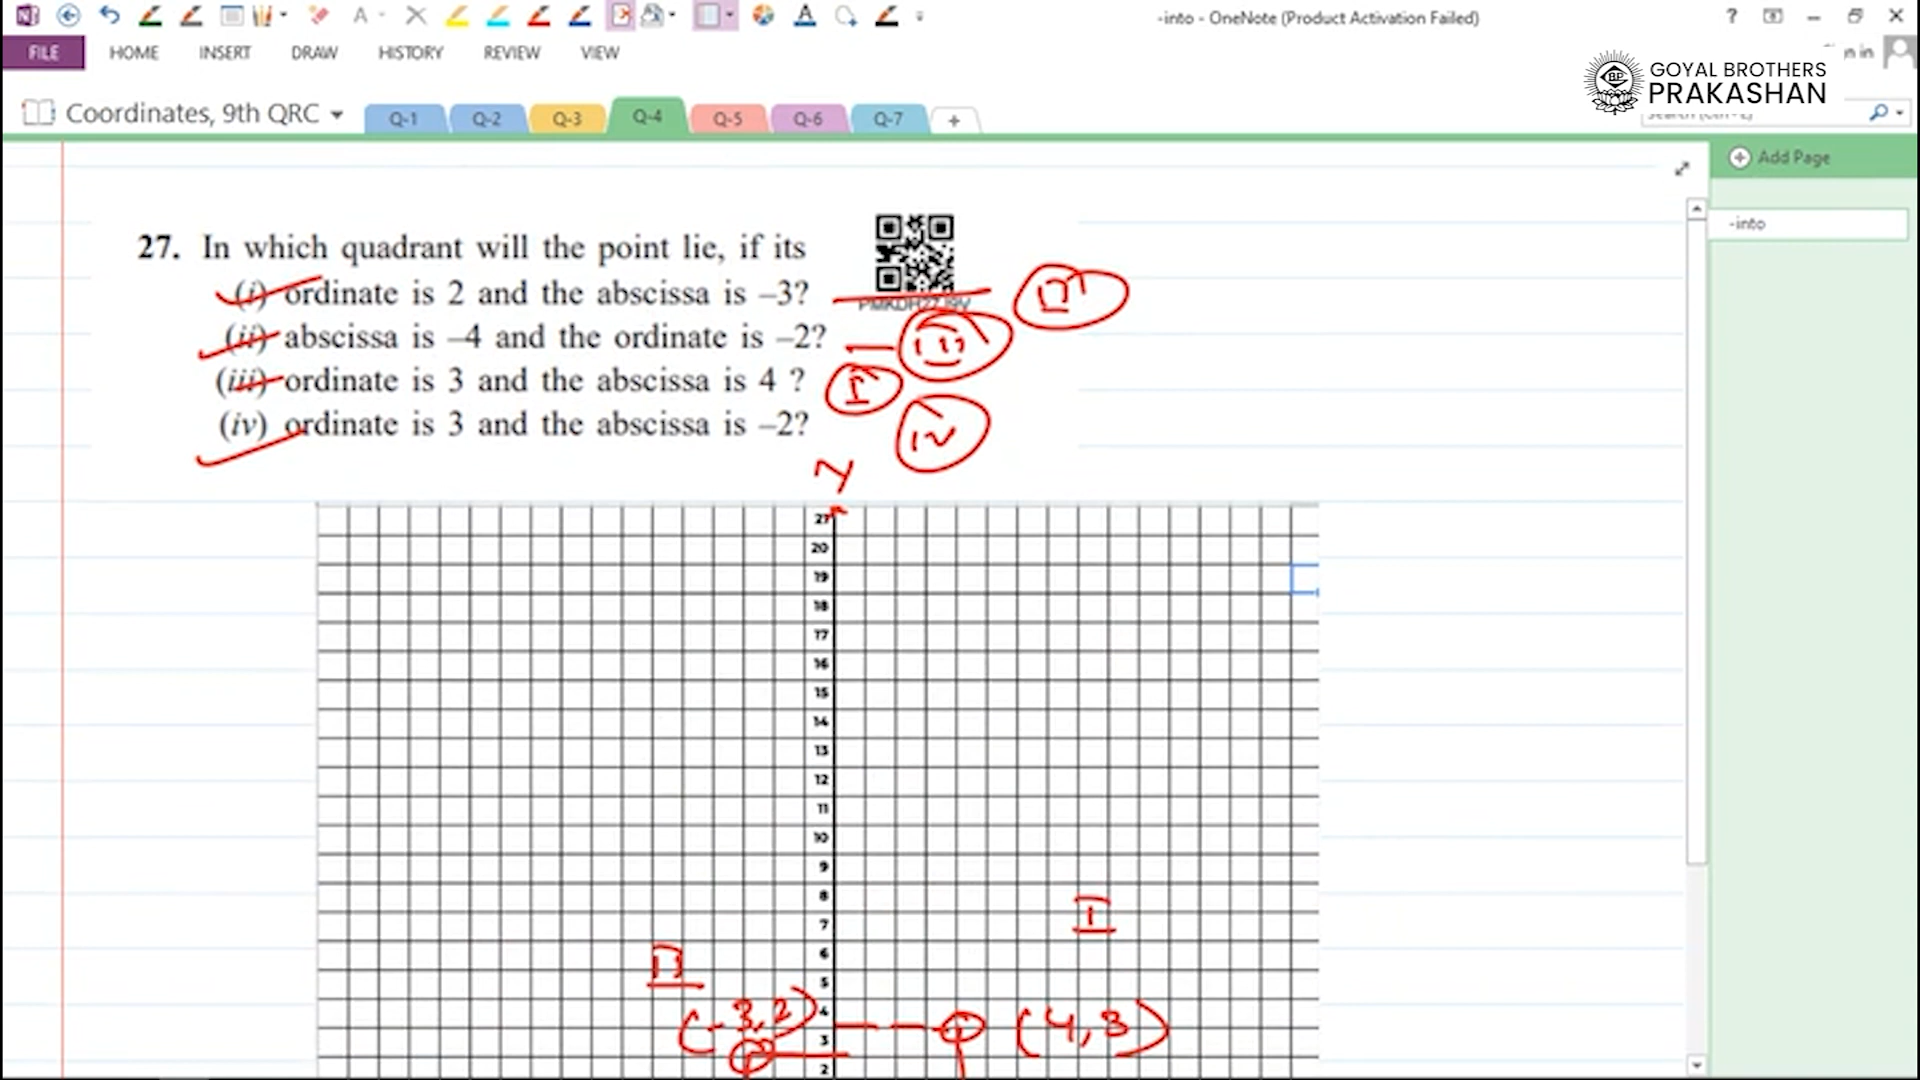 -into - OneNote (Product Activation Failed)
FILE HOME INSERT DRAW HISTORY REVIEW VIEW
GOYAL BROTHERS
PRAKASHAN
Coordinates, 9th QRC Q-1 Q-2 Q-3 Q-4 Q-5 Q-6 Q-7 +
Add Page
-into
27. In which quadrant will the point lie, if its
(i) ordinate is 2 and the abscissa is –3?
(ii) abscissa is –4 and the ordinate is –2?
(iii) ordinate is 3 and the abscissa is 4 ?
(iv) ordinate is 3 and the abscissa is –2?
I
IV
Y
21
20
19
18
17
16
15
14
13
12
11
10
9
8
I
7
6
II
5
(-3,2) 4
(4,3)
3
2